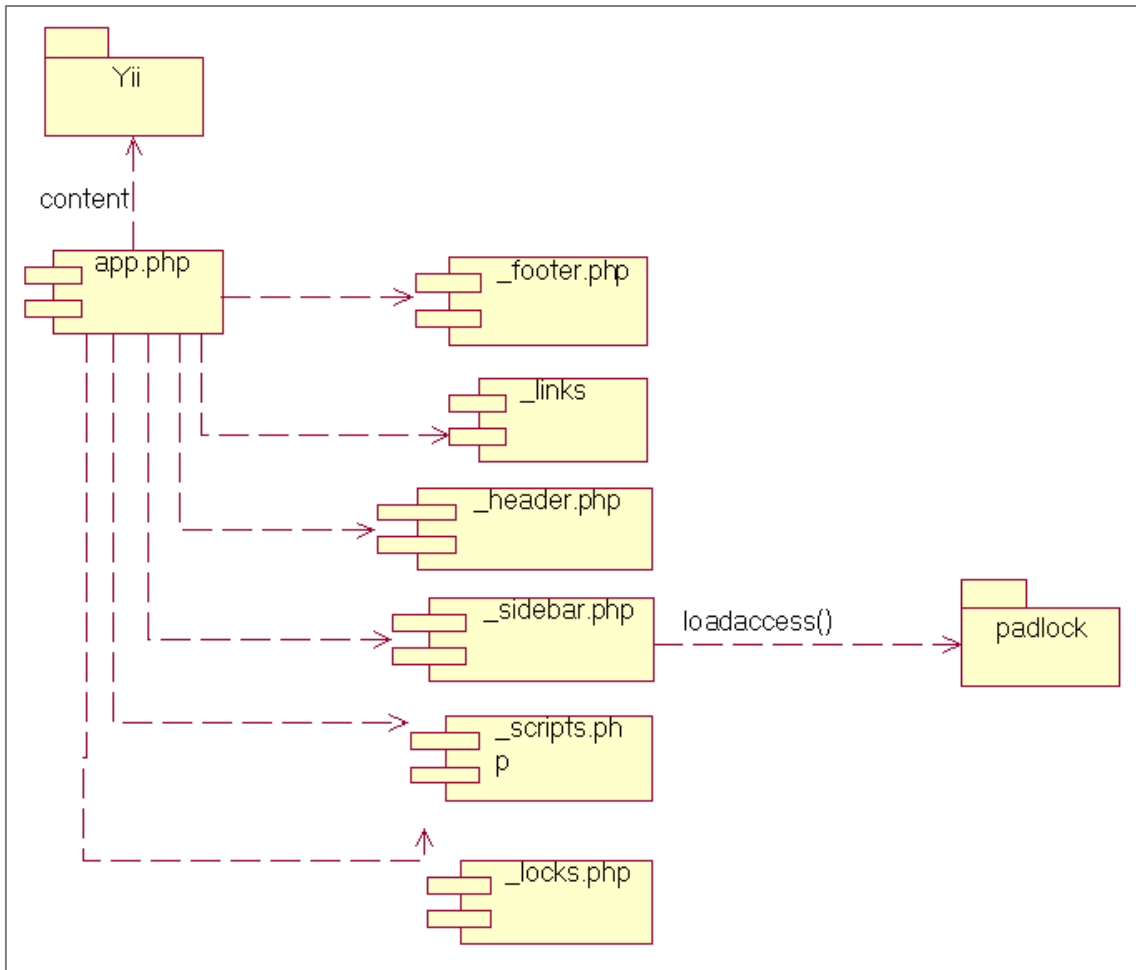 Yii
content
app.php
_footer.php
_links
_header.php
_sidebar.php
loadaccess()
padlock
_scripts.ph
p
_locks.php